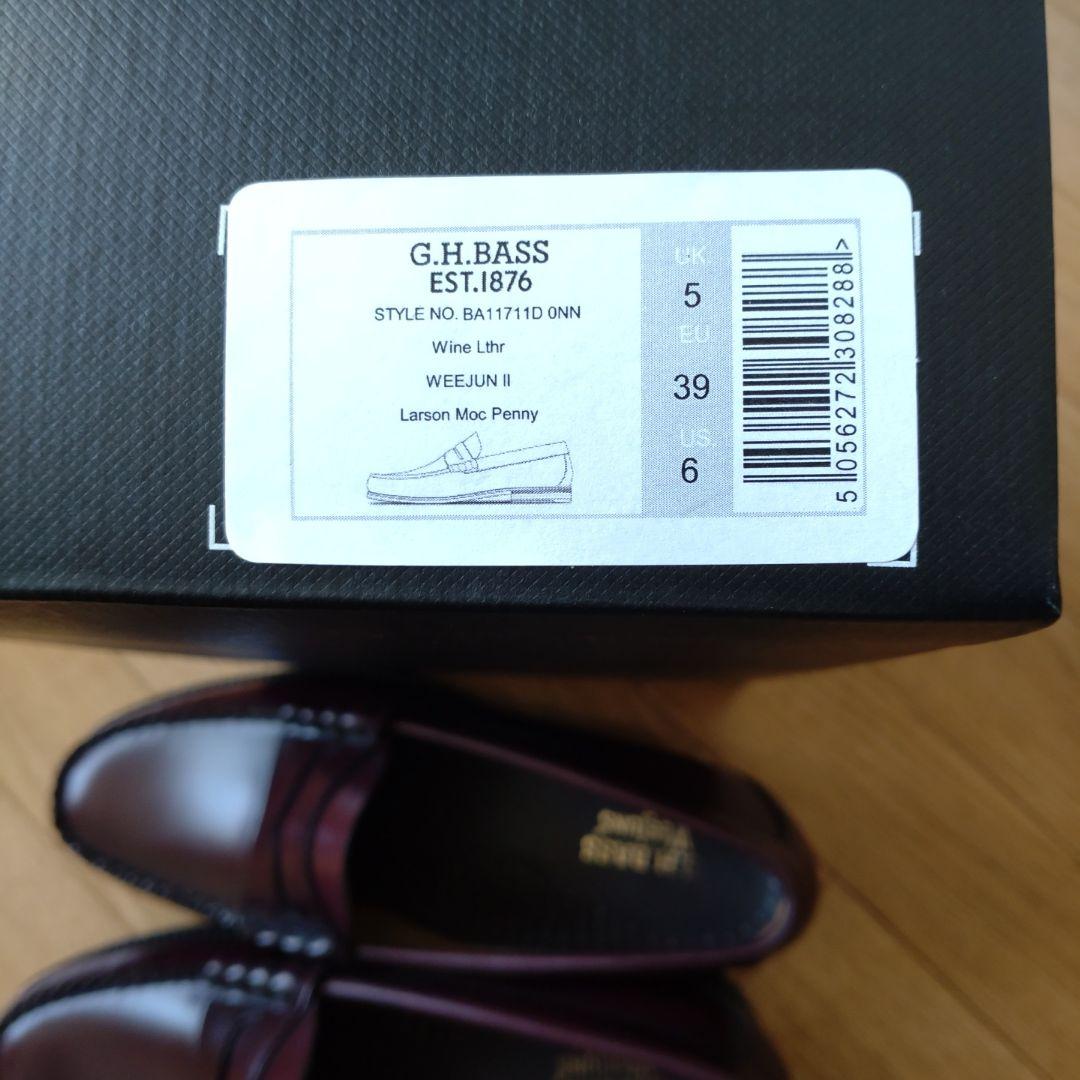 G.H.BASS
EST.1876
STYLE NO. BA11711D 0NN
Wine Lthr
WEEJUN II
Larson Moc Penny
UK
5
EU
39
US
6
5 056272 308288 >
BASS